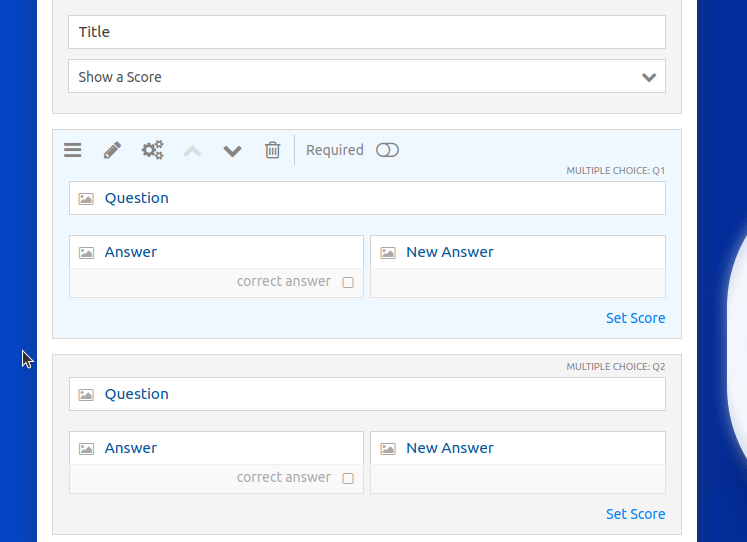 Title
Show a Score
Required
MULTIPLE CHOICE: Q1
Question
Answer
New Answer
correct answer
Set Score
MULTIPLE CHOICE: Q2
Question
Answer
New Answer
correct answer
Set Score